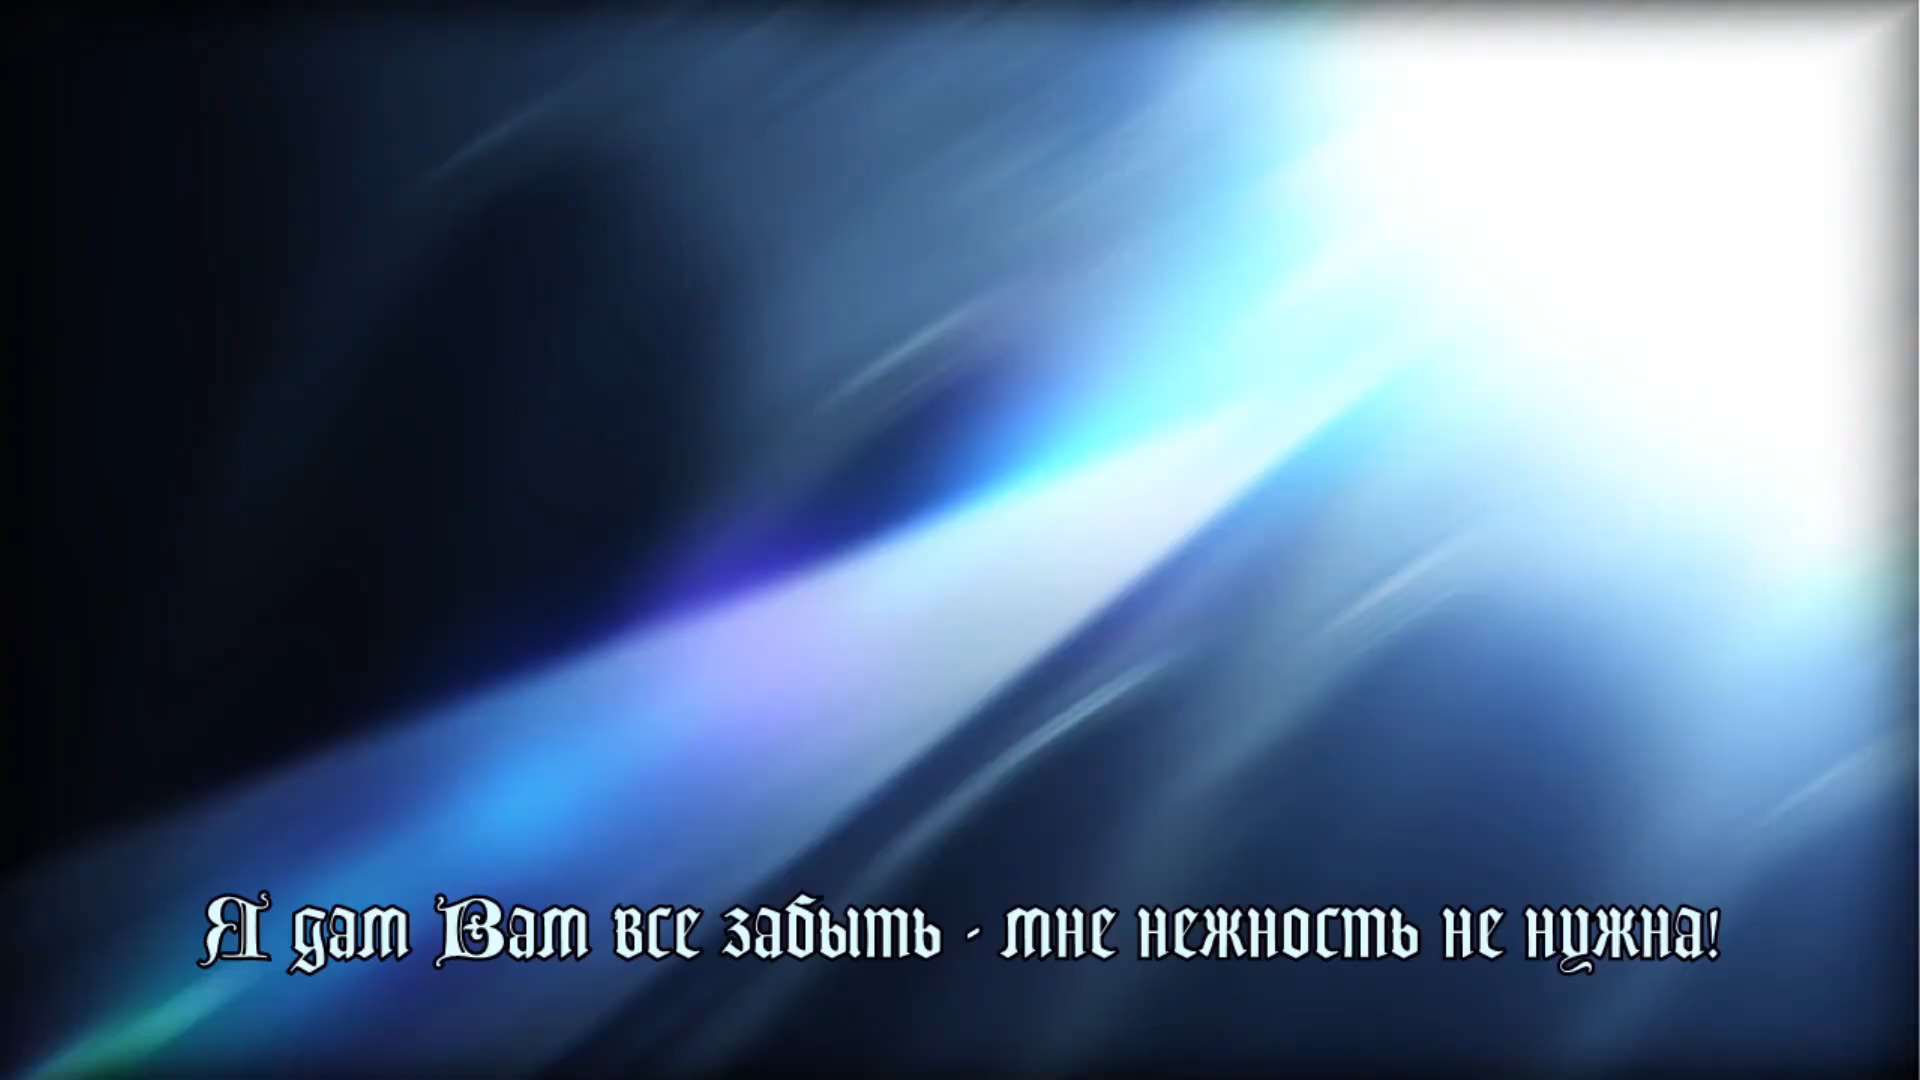 Я дам Вам все забыть - мне нежность не нужна!